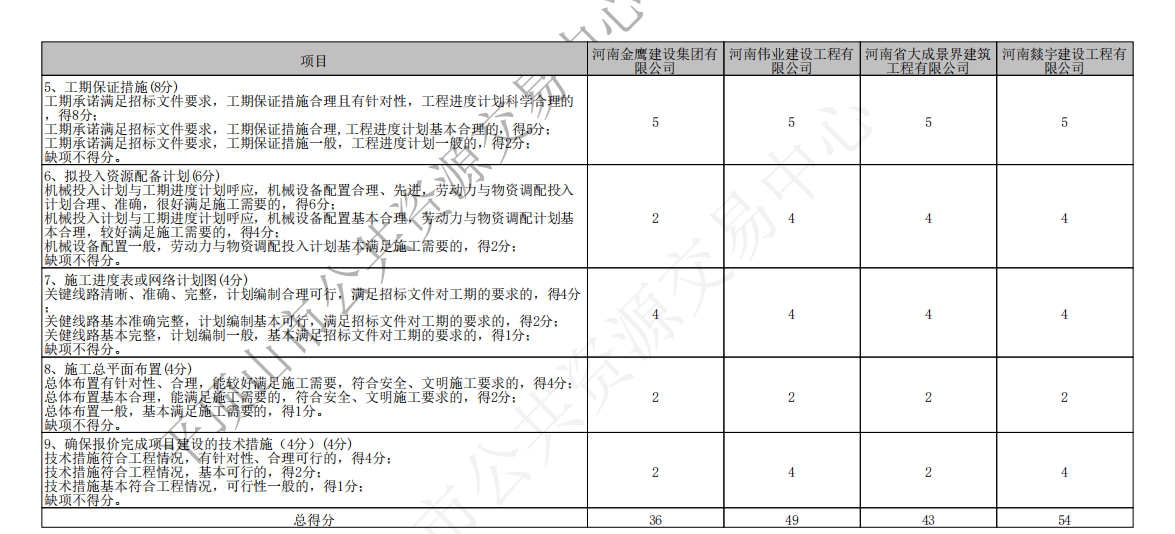 项目
河南金鹰建设集团有
限公司
河南伟业建设工程有
限公司
河南省大成景界建筑
工程有限公司
河南燚宇建设工程有
限公司
5、工期保证措施(8分)
工期承诺满足招标文件要求，工期保证措施合理且有针对性，工程进度计划科学合理的
，得8分；
工期承诺满足招标文件要求，工期保证措施合理,工程进度计划基本合理的，得5分；
工期承诺满足招标文件要求，工期保证措施一般，工程进度计划一般的，得2分；
缺项不得分。
5
5
5
5
6、拟投入资源配备计划(6分)
机械投入计划与工期进度计划呼应，机械设备配置合理、先进，劳动力与物资调配投入
计划合理、准确，很好满足施工需要的，得6分；
机械投入计划与工期进度计划呼应，机械设备配置基本合理，劳动力与物资调配计划基
本合理，较好满足施工需要的，得4分；
机械设备配置一般，劳动力与物资调配投入计划基本满足施工需要的，得2分；
缺项不得分。
2
4
4
4
7、施工进度表或网络计划图(4分)
关键线路清晰、准确、完整，计划编制合理可行，满足招标文件对工期的要求的，得4分
；
关健线路基本准确完整，计划编制基本可行，满足招标文件对工期的要求的，得2分；
关健线路基本完整，计划编制一般，基本满足招标文件对工期的要求的，得1分；
缺项不得分。
4
4
4
4
8、施工总平面布置(4分)
总体布置有针对性、合理，能较好满足施工需要，符合安全、文明施工要求的，得4分；
总体布置基本合理，能满足施工需要的，符合安全、文明施工要求的，得2分；
总体布置一般，基本满足施工需要的，得1分。
缺项不得分。
2
2
2
2
9、确保报价完成项目建设的技术措施（4分）(4分)
技术措施符合工程情况，有针对性、合理可行的，得4分；
技术措施符合工程情况，基本可行的，得2分；
技术措施基本符合工程情况，可行性一般的，得1分；
缺项不得分。
2
4
2
4
总得分
36
49
43
54
平顶山市公共资源交易中心
市公共资源交易中心